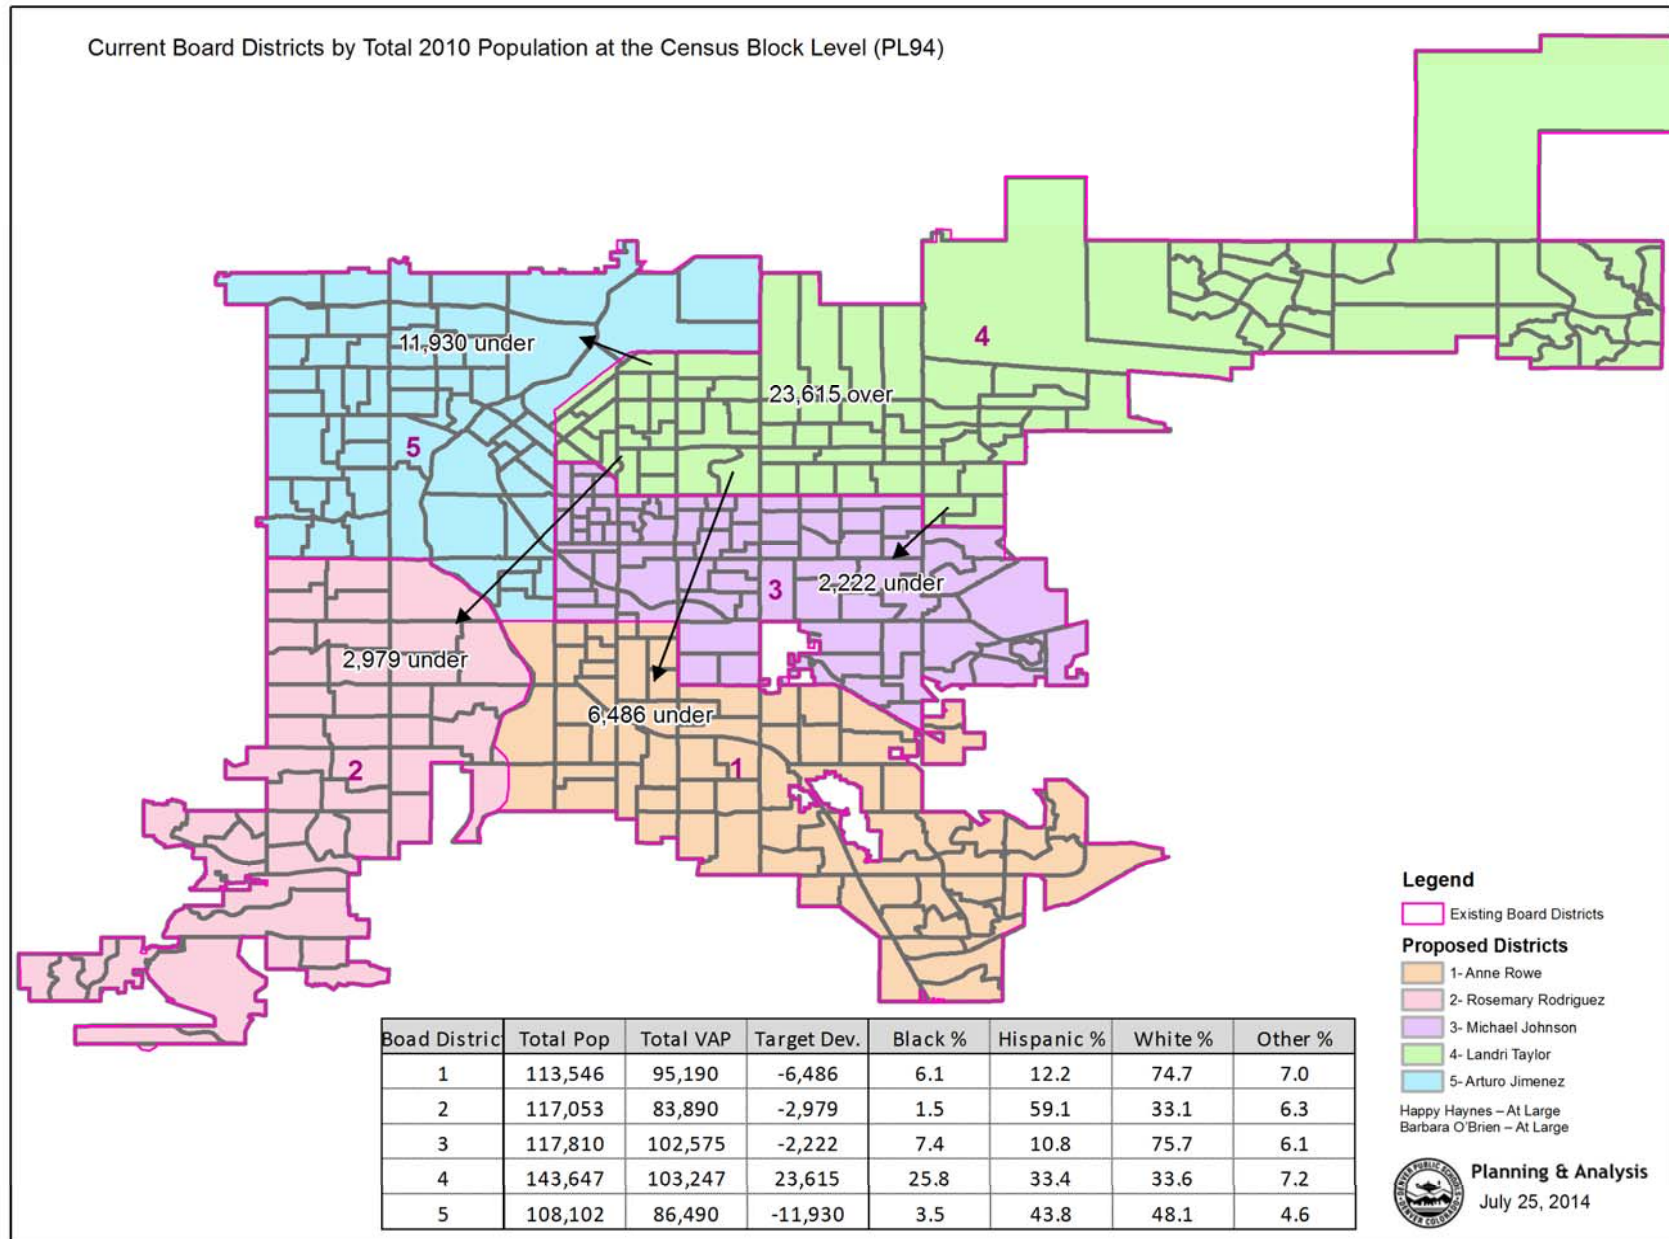 Current Board Districts by Total 2010 Population at the Census Block Level (PL94)
4
11,930 under
23,615 over
5
3
2,222 under
2,979 under
6,486 under
2
1
Legend
Existing Board Districts
Proposed Districts
1- Anne Rowe
2- Rosemary Rodriguez
3- Michael Johnson
4- Landri Taylor
5- Arturo Jimenez
Happy Haynes – At Large
Barbara O'Brien – At Large
Boad Distric Total Pop Total VAP Target Dev. Black % Hispanic % White % Other %
1 113,546 95,190 -6,486 6.1 12.2 74.7 7.0
2 117,053 83,890 -2,979 1.5 59.1 33.1 6.3
3 117,810 102,575 -2,222 7.4 10.8 75.7 6.1
4 143,647 103,247 23,615 25.8 33.4 33.6 7.2
5 108,102 86,490 -11,930 3.5 43.8 48.1 4.6
DENVER PUBLIC SCHOOLS
DENVER COLORADO
Planning & Analysis
July 25, 2014